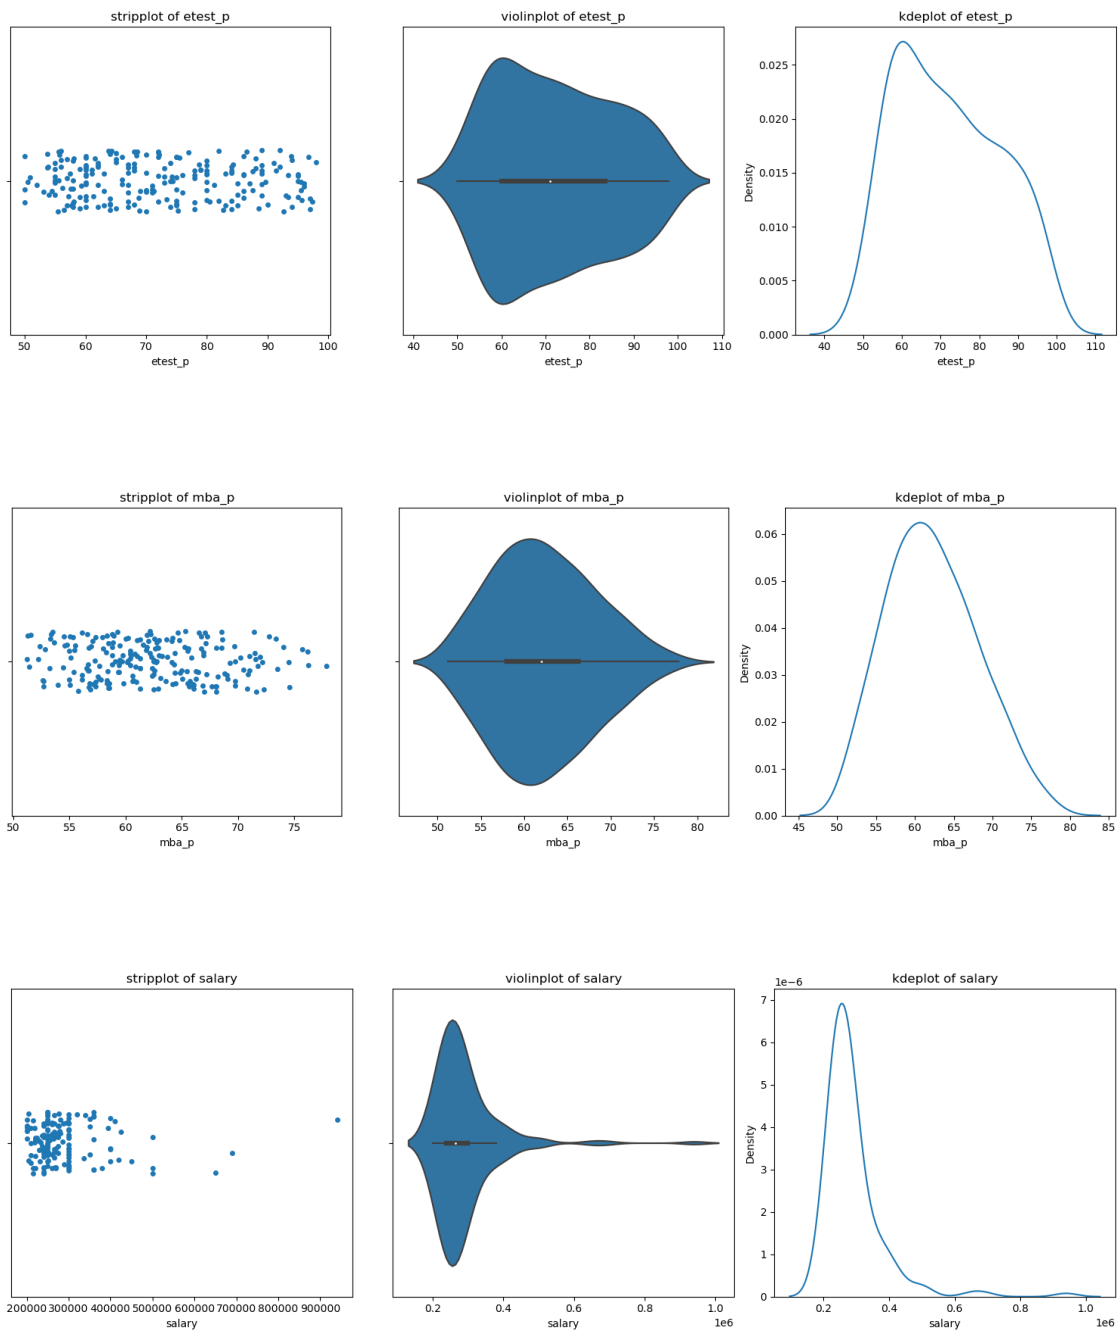 stripplot of etest_p
violinplot of etest_p
kdeplot of etest_p
50 60 70 80 90 100
etest_p
40 50 60 70 80 90 100 110
etest_p
Density
0.025
0.020
0.015
0.010
0.005
0.000
40 50 60 70 80 90 100 110
etest_p
stripplot of mba_p
violinplot of mba_p
kdeplot of mba_p
50 55 60 65 70 75
mba_p
50 55 60 65 70 75 80
mba_p
Density
0.06
0.05
0.04
0.03
0.02
0.01
0.00
45 50 55 60 65 70 75 80 85
mba_p
stripplot of salary
violinplot of salary
kdeplot of salary
200000 300000 400000 500000 600000 700000 800000 900000
salary
0.2 0.4 0.6 0.8 1.0
1e6
salary
1e−6
Density
7
6
5
4
3
2
1
0
0.2 0.4 0.6 0.8 1.0
1e6
salary